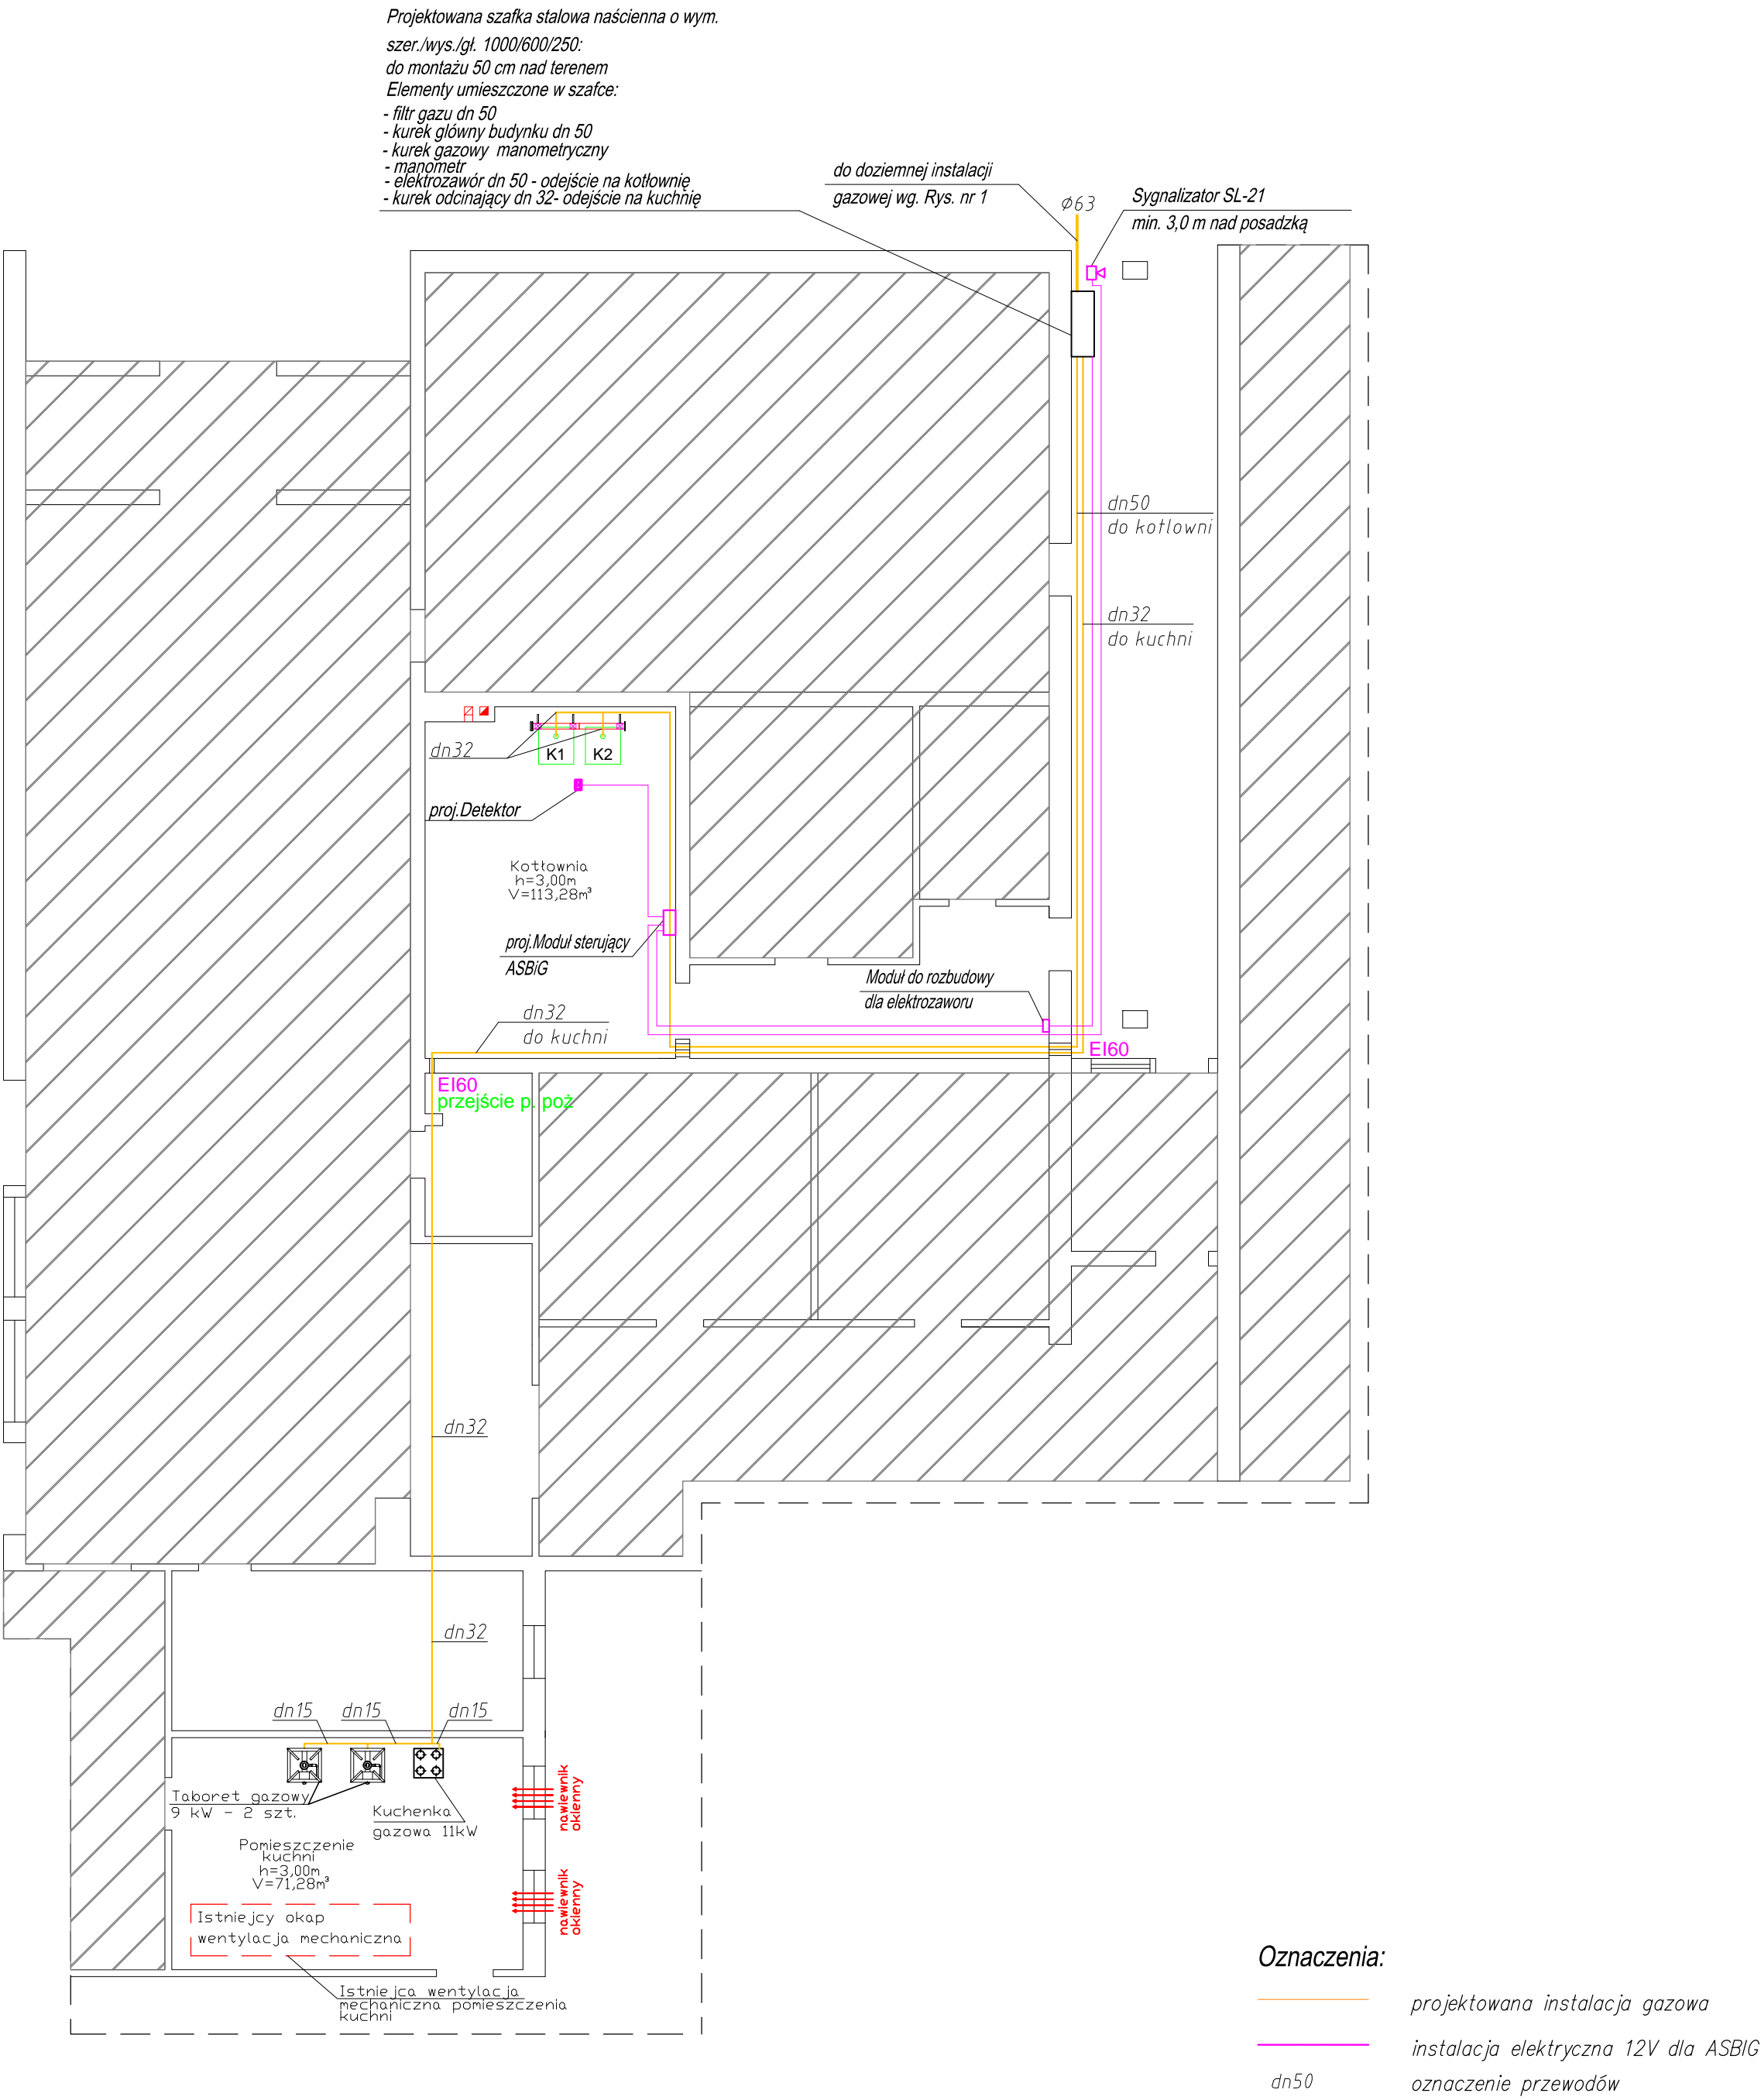 Projektowana szafka stalowa naścienna o wym.
szer./wys./gł. 1000/600/250:
do montażu 50 cm nad terenem
Elementy umieszczone w szafce:
- filtr gazu dn 50
- kurek główny budynku dn 50
- kurek gazowy manometryczny
- manometr
- elektrozawór dn 50 - odejście na kotłownię
- kurek odcinający dn 32- odejście na kuchnię
do doziemnej instalacji
gazowej wg. Rys. nr 1
ϕ63
Sygnalizator SL-21
min. 3,0 m nad posadzką
dn50
do kotłowni
dn32
do kuchni
dn32
K1
K2
proj.Detektor
Kotłownia
h=3,00m
V=113,28m³
proj.Moduł sterujący
ASBiG
Moduł do rozbudowy
dla elektrozaworu
dn32
do kuchni
EI60
EI60
przejście p. poż
dn32
dn32
dn15
dn15
dn15
Taboret gazowy
9 kW - 2 szt.
Kuchenka
gazowa 11kW
nawiewnik
okienny
Pomieszczenie
kuchni
h=3,00m
V=71,28m³
nawiewnik
okienny
Istniejcy okap
wentylacja mechaniczna
Istniejca wentylacja
mechaniczna pomieszczenia
kuchni
Oznaczenia:
projektowana instalacja gazowa
instalacja elektryczna 12V dla ASBIG
dn50 oznaczenie przewodów